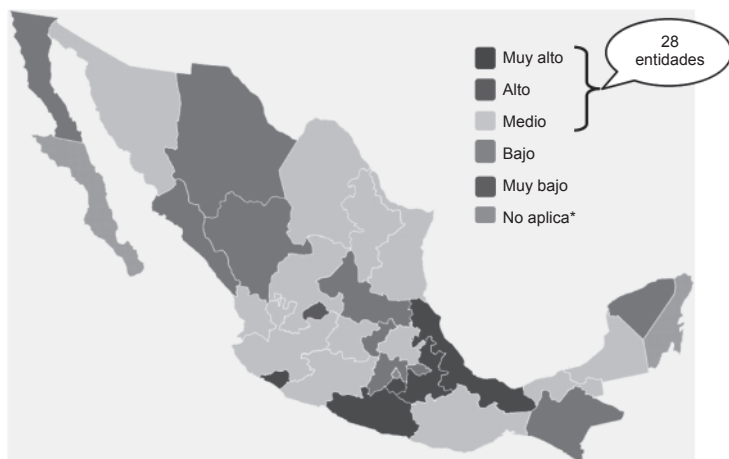 28
entidades
Muy alto
Alto
Medio
Bajo
Muy bajo
No aplica*